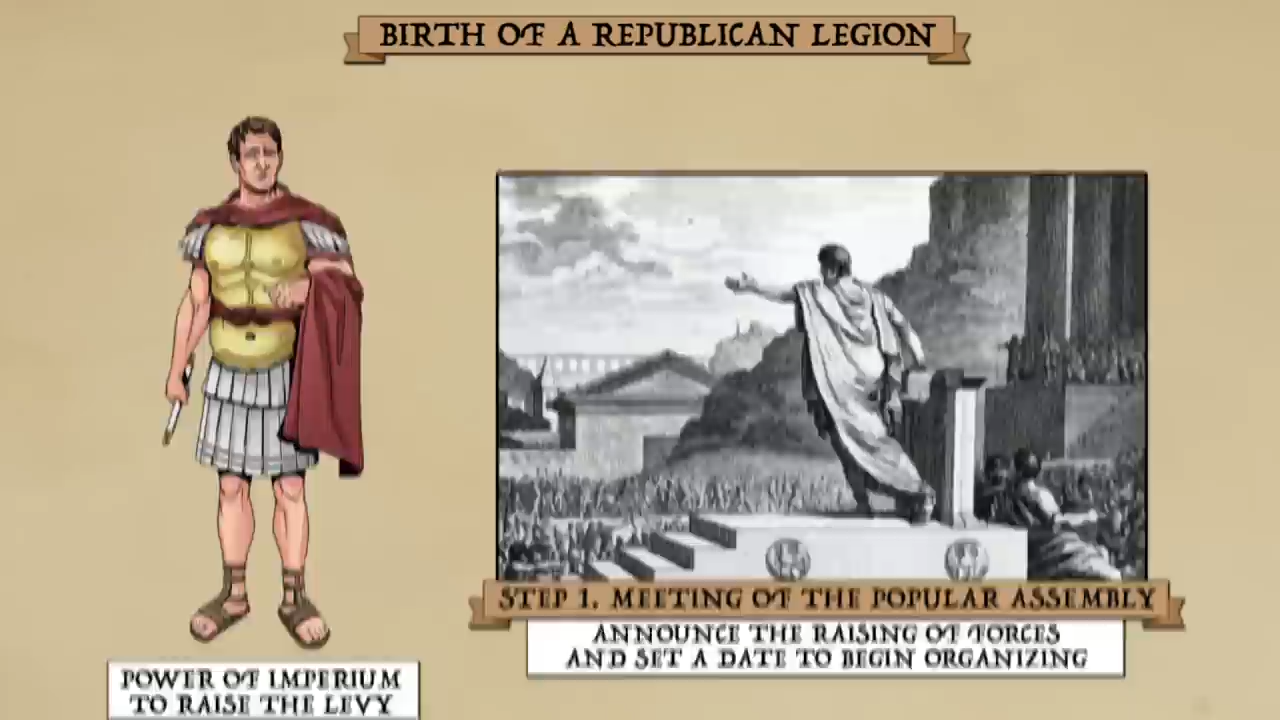 BIRTH OF A REPUBLICAN LEGION
STEP 1. MEETING OF THE POPULAR ASSEMBLY
ANNOUNCE THE RAISING OF FORCES
AND SET A DATE TO BEGIN ORGANIZING
POWER OF IMPERIUM
TO RAISE THE LEVY